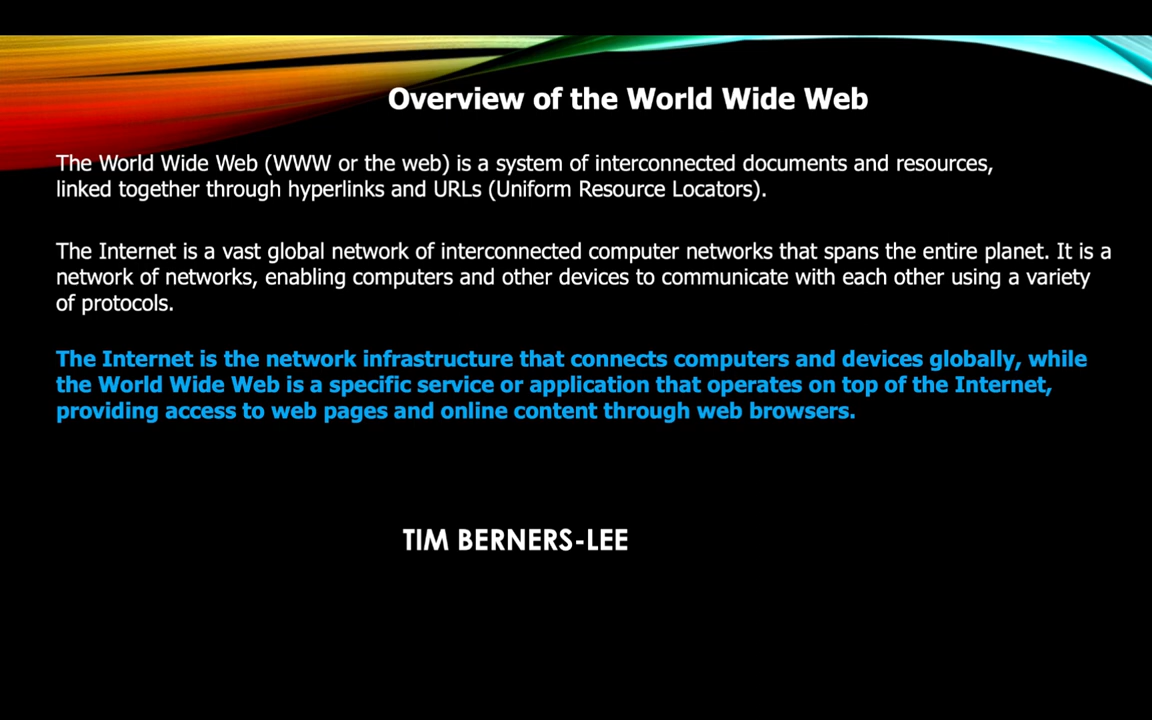 Overview of the World Wide Web
The World Wide Web (WWW or the web) is a system of interconnected documents and resources,
linked together through hyperlinks and URLs (Uniform Resource Locators).
The Internet is a vast global network of interconnected computer networks that spans the entire planet. It is a
network of networks, enabling computers and other devices to communicate with each other using a variety
of protocols.
The Internet is the network infrastructure that connects computers and devices globally, while
the World Wide Web is a specific service or application that operates on top of the Internet,
providing access to web pages and online content through web browsers.
TIM BERNERS-LEE